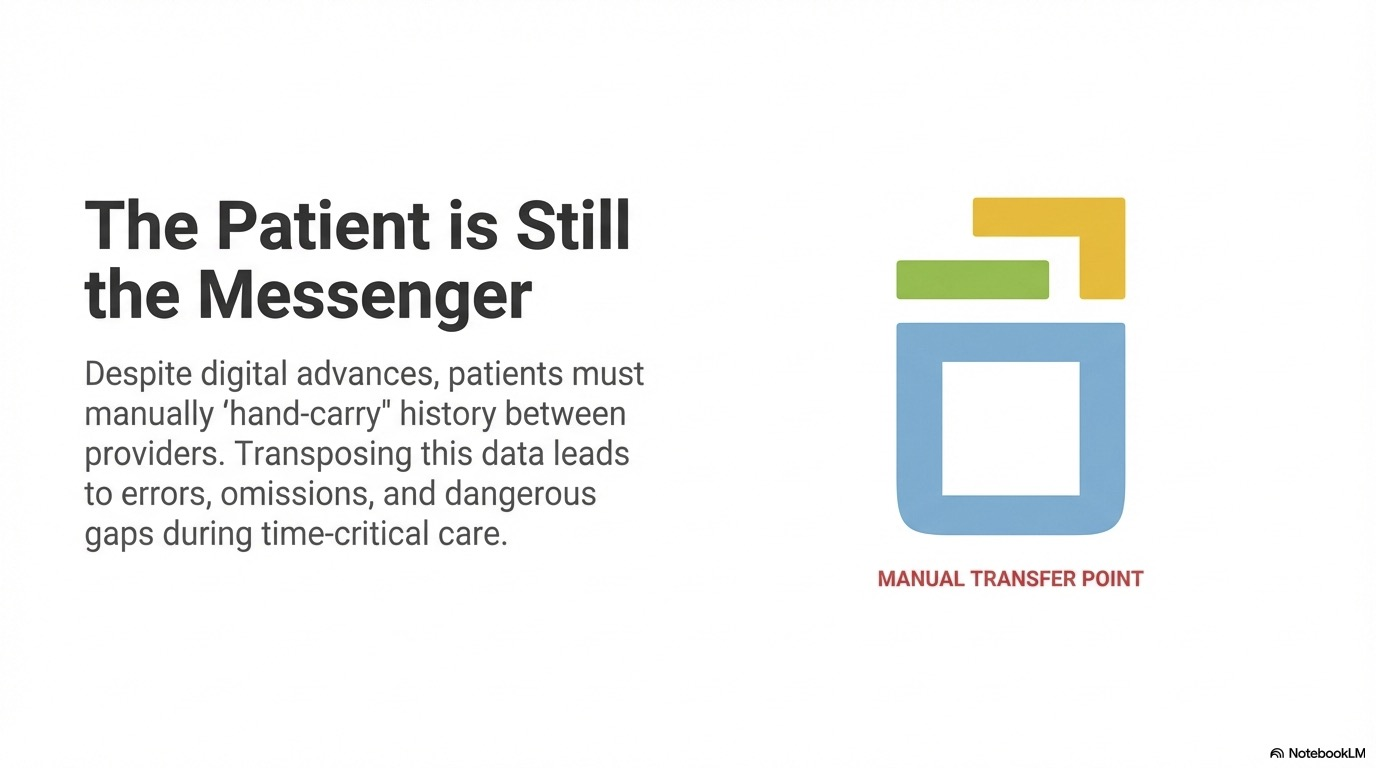 The Patient is Still
the Messenger
Despite digital advances, patients must
manually ‘hand-carry" history between
providers. Transposing this data leads
to errors, omissions, and dangerous
gaps during time-critical care.
MANUAL TRANSFER POINT
NotebookLM